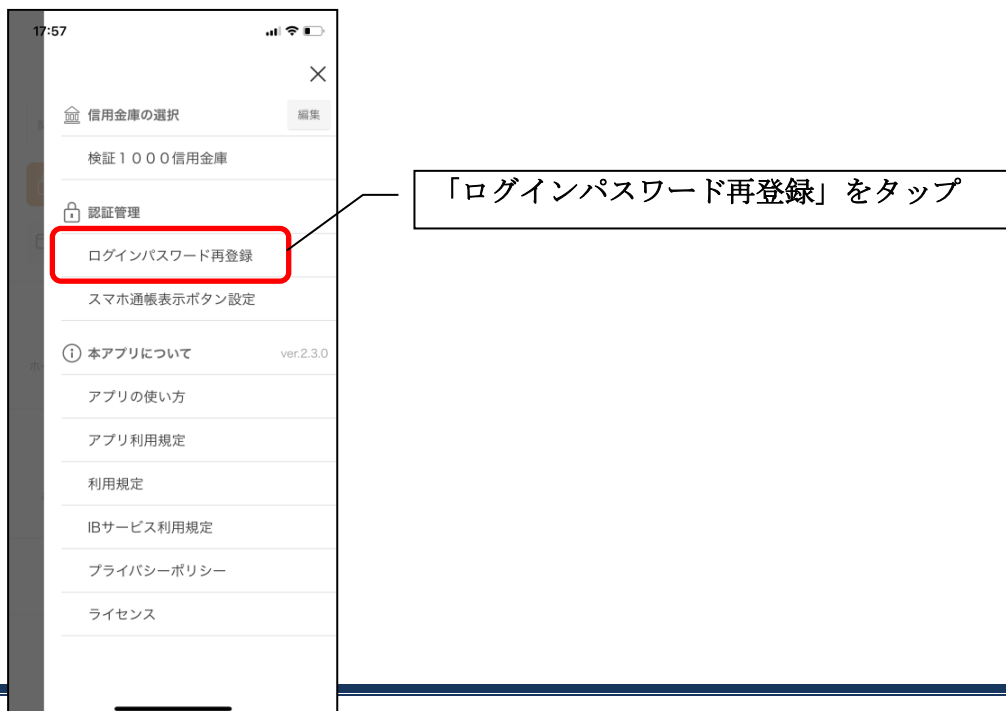 17:57
信用金庫の選択
編集
検証１０００信用金庫
認証管理
ログインパスワード再登録
スマホ通帳表示ボタン設定
本アプリについて
ver.2.3.0
アプリの使い方
アプリ利用規定
利用規定
IBサービス利用規定
プライバシーポリシー
ライセンス
「ログインパスワード再登録」をタップ